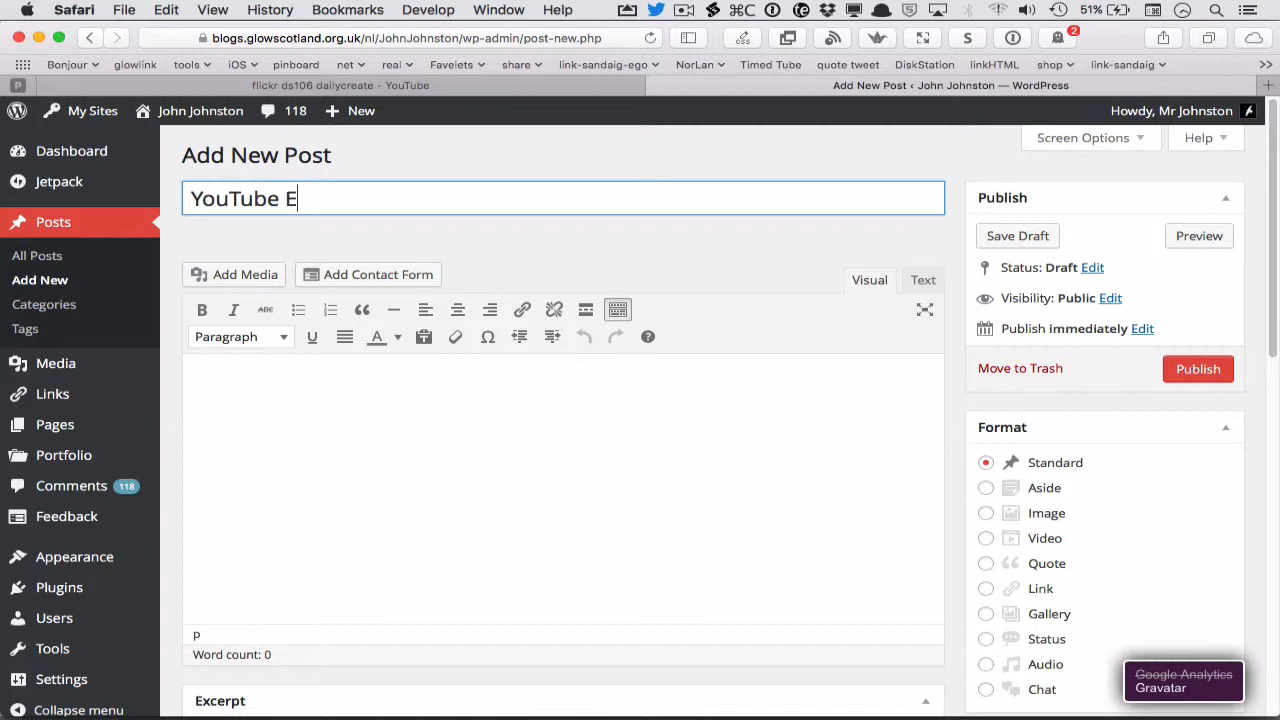 Safari File Edit View History Bookmarks Develop Window Help 51%
blogs.glowscotland.org.uk/glowblogs/JohnJohnston/wp-admin/post-new.php 2
Bonjour glowlink tools iOS pinboard net real Favelets share link-sandaig-ego NorLan Timed Tube quote tweet DiskStation linkHTML shop link-sandaig
P flickr ds106 dailycreate - YouTube Add New Post ‹ John Johnston — WordPress
My Sites John Johnston 118 + New Howdy, Mr Johnston
Screen Options Help
Dashboard
Jetpack
Posts
All Posts
Add New
Categories
Tags
Media
Links
Pages
Portfolio
Comments 118
Feedback
Appearance
Plugins
Users
Tools
Settings
Collapse menu
Add New Post
YouTube E
Add Media Add Contact Form
Visual Text
B I ABC
Paragraph U A
p
Word count: 0
Excerpt
Publish
Save Draft Preview
Status: Draft Edit
Visibility: Public Edit
Publish immediately Edit
Move to Trash Publish
Format
Standard
Aside
Image
Video
Quote
Link
Gallery
Status
Audio
Chat
Google Analytics
Gravatar